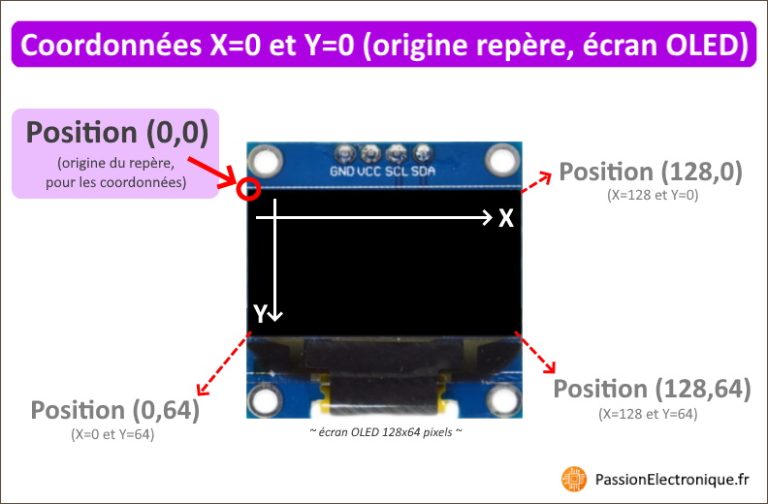 Coordonnées X=0 et Y=0 (origine repère, écran OLED)
Position (0,0)
(origine du repère,
pour les coordonnées)
GND VCC SCL SDA
Position (128,0)
(X=128 et Y=0)
X
Y
Position (0,64)
(X=0 et Y=64)
Position (128,64)
(X=128 et Y=64)
~ écran OLED 128x64 pixels ~
PassionElectronique.fr